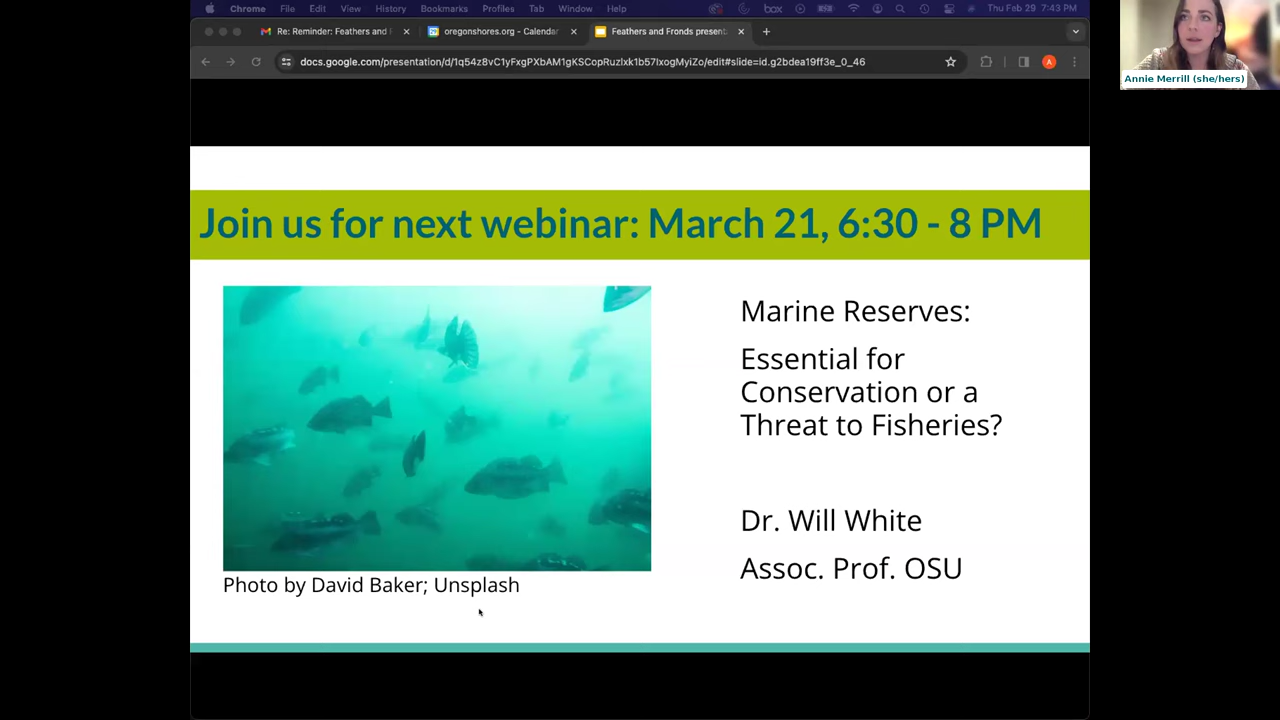 Chrome File Edit View History Bookmarks Profiles Tab Window Help box Thu Feb 29 7:43 PM
Re: Reminder: Feathers and oregonshores.org - Calendar Feathers and Fronds present
docs.google.com/presentation/d/1q54z8vC1yFxgPXbAM1gKSCopRuzlxk1b57lxogMyiZo/edit#slide=id.g2bdea19ff3e_0_46
A
Annie Merrill (she/hers)
Join us for next webinar: March 21, 6:30 - 8 PM
Marine Reserves:
Essential for
Conservation or a
Threat to Fisheries?
Dr. Will White
Assoc. Prof. OSU
Photo by David Baker; Unsplash